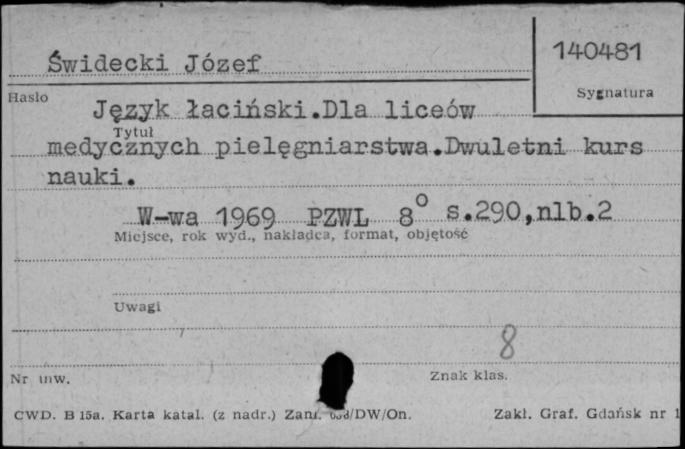 Świdecki Józef
140481
Hasło
Sygnatura
Język łaciński.Dla liceów
Tytuł
medycznych pielęgniarstwa.Dwuletni kurs
nauki.
W-wa 1969 PZWL 8° s.290,nlb.2
Miejsce, rok wyd., nakładca, format, objętość
Uwagi
8
Nr inw.
Znak klas.
CWD. B 15a. Karta katal. (z nadr.) Zam. /DW/On.
Zakł. Graf. Gdańsk nr 1